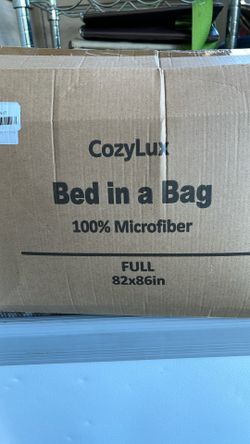 CozyLux
Bed in a Bag
100% Microfiber
FULL
82x86in